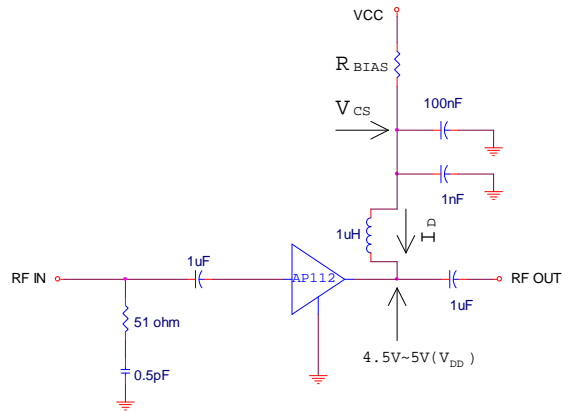 VCC
R BIAS
V CS
100nF
1nF
1uH
I D
1uF
RF IN
AP112
RF OUT
1uF
51 ohm
0.5pF
4.5V~5V(V DD )